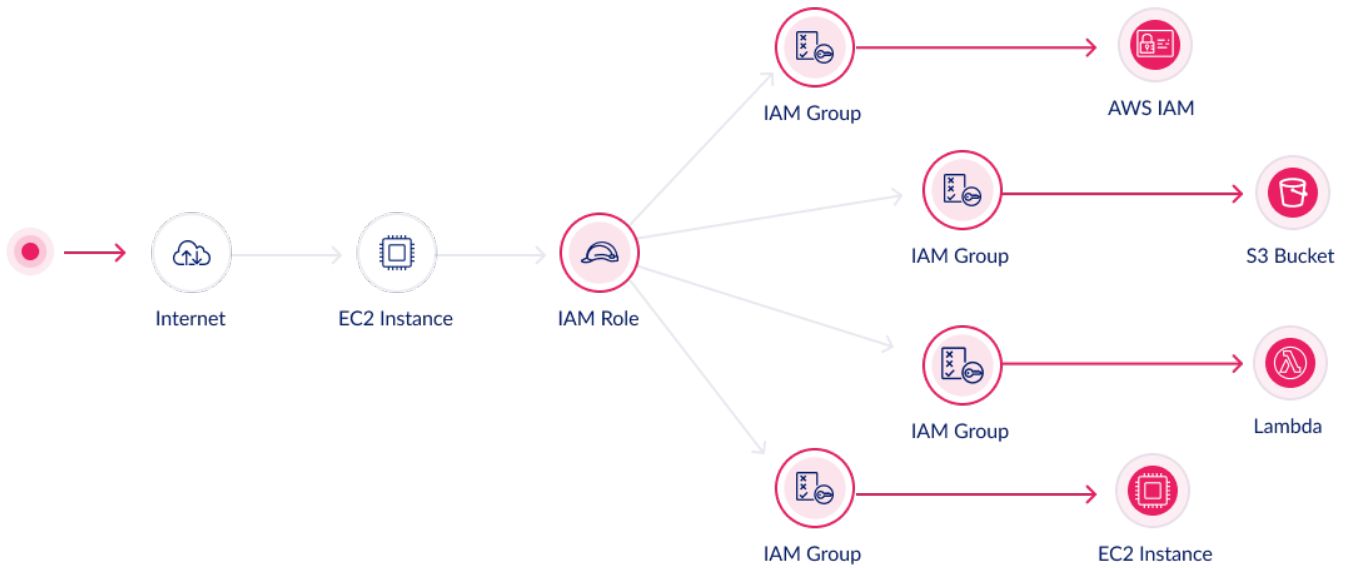 IAM Group
AWS IAM
IAM Group
S3 Bucket
Internet
EC2 Instance
IAM Role
IAM Group
Lambda
IAM Group
EC2 Instance